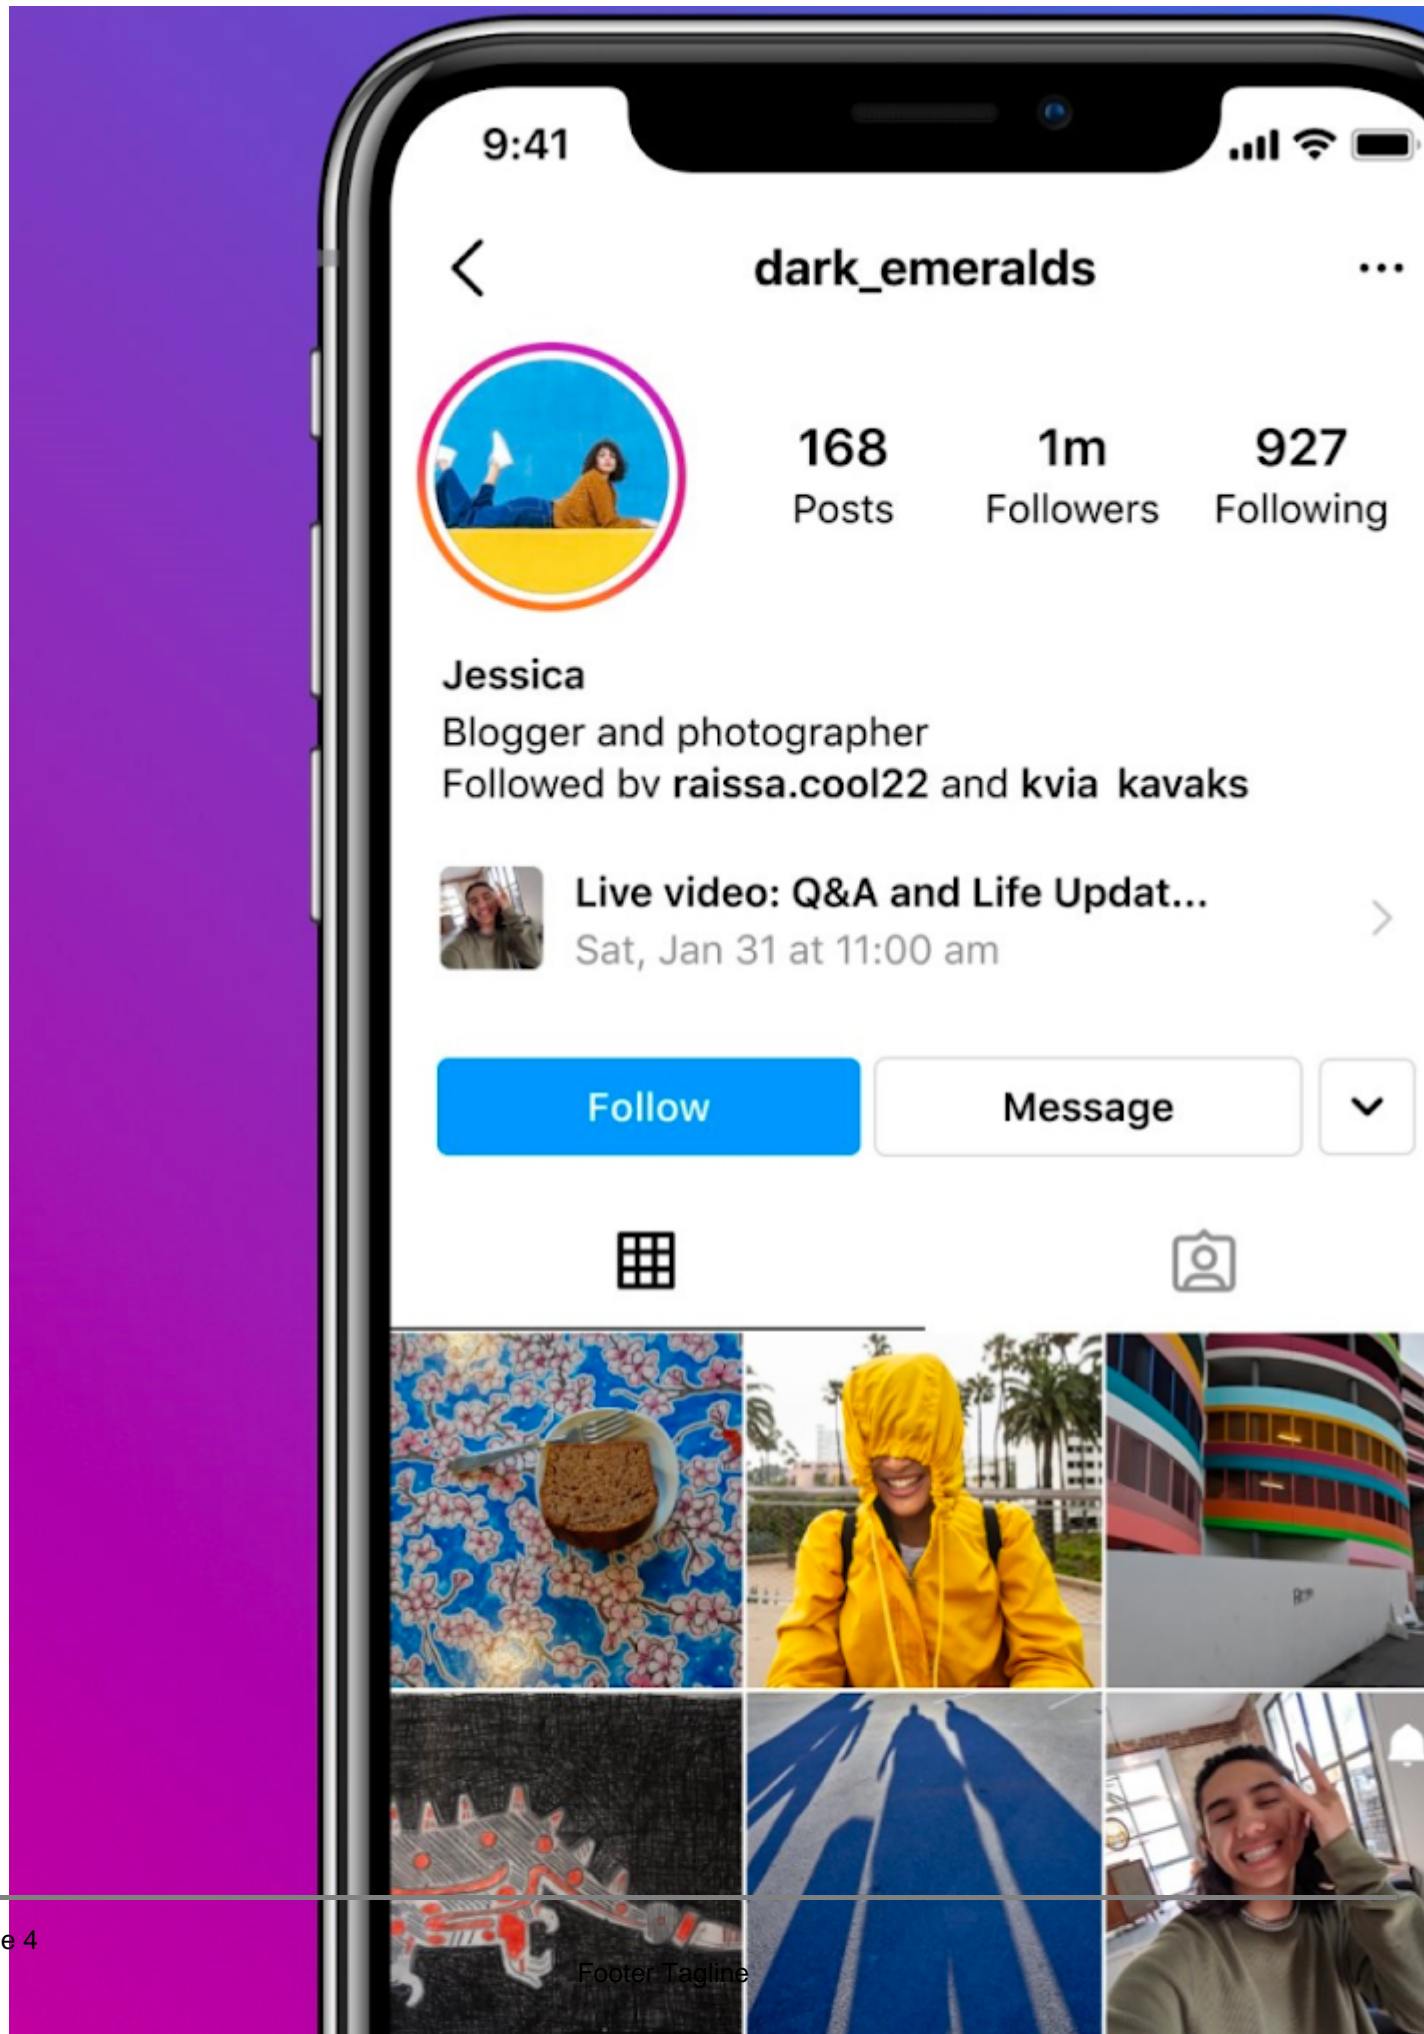 9:41
dark_emeralds
168 1m 927
Posts Followers Following
Jessica
Blogger and photographer
Followed by raissa.cool22 and kvia kavaks
Live video: Q&A and Life Updat...
Sat, Jan 31 at 11:00 am
Follow Message
e 4
Footer Tagline